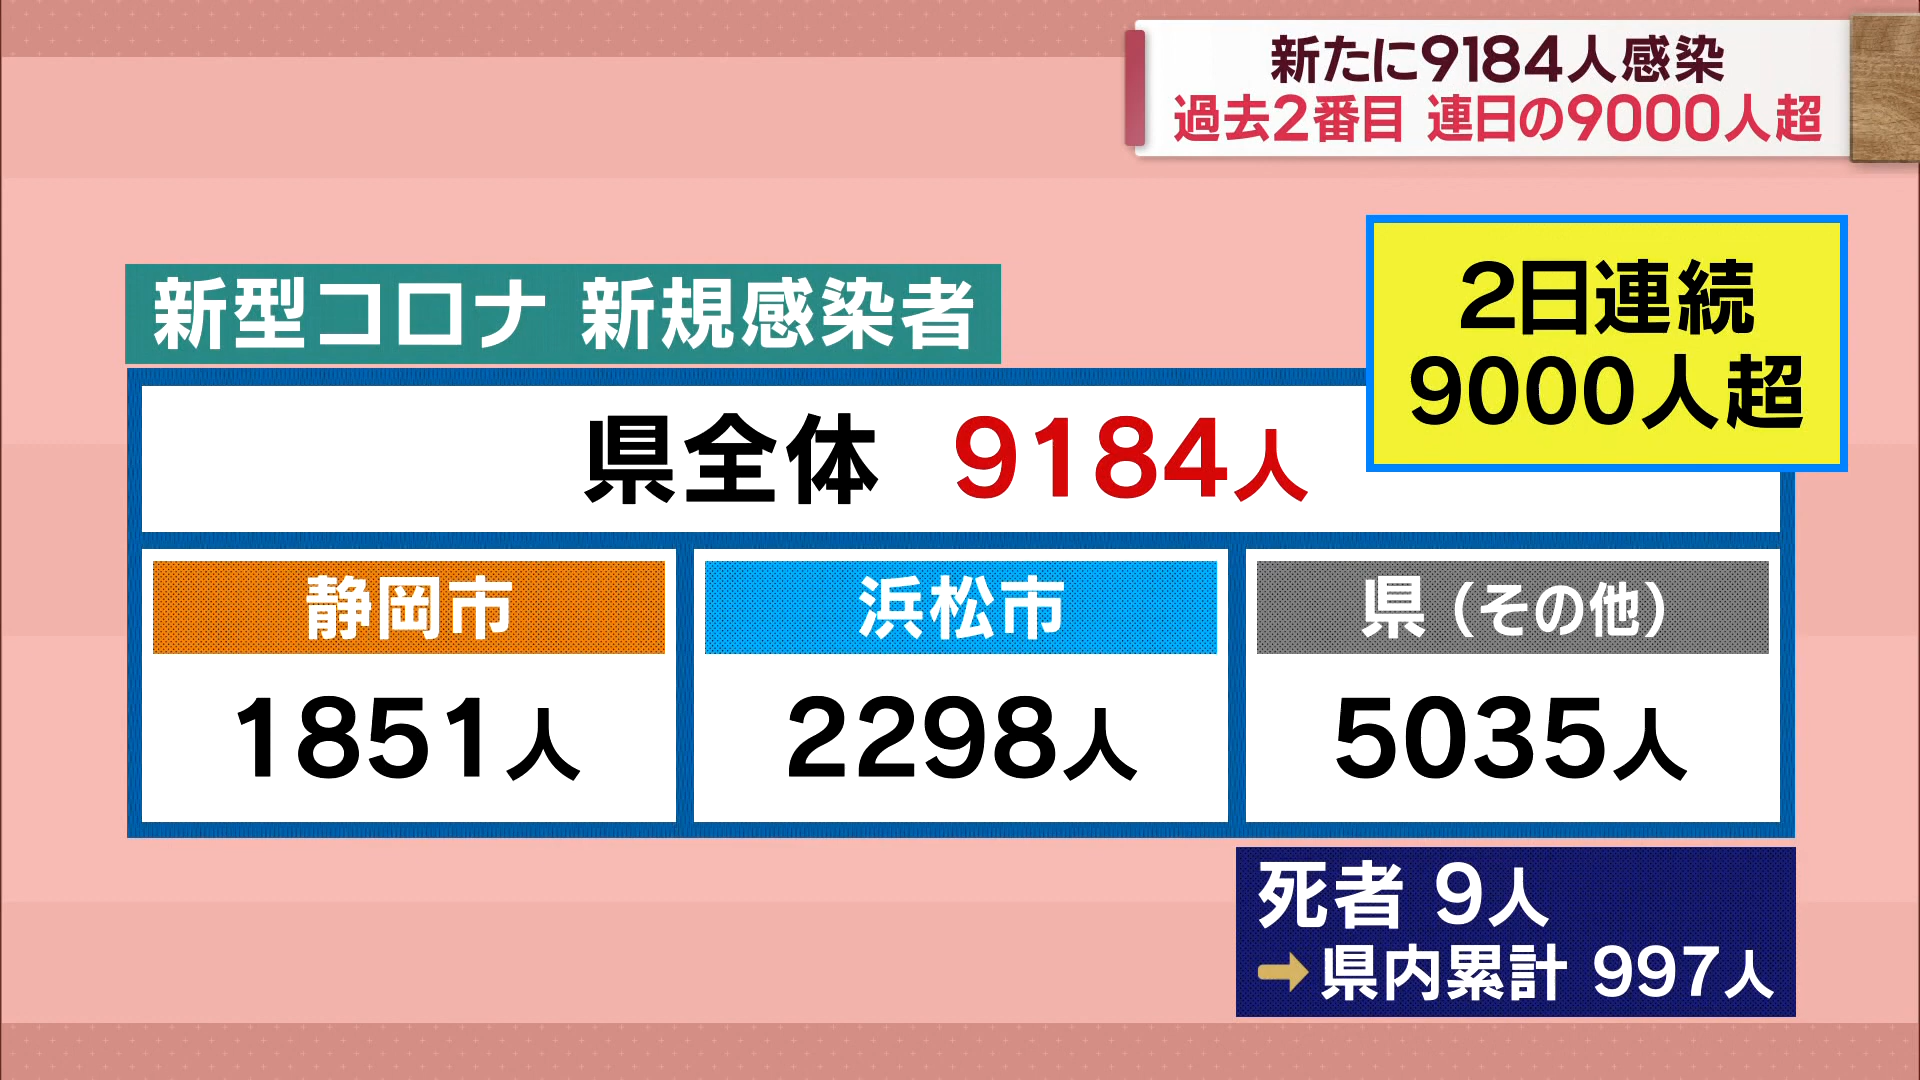 新たに9184人感染
過去2番目 連日の9000人超
2日連続
9000人超
新型コロナ 新規感染者
県全体 9184人
静岡市
1851人
浜松市
2298人
県（その他）
5035人
死者 9人
➡県内累計 997人